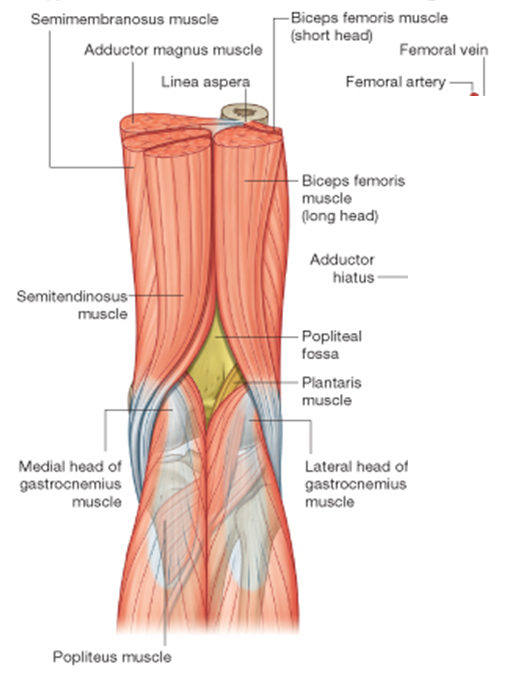 Semimembranosus muscle
Biceps femoris muscle
(short head)
Adductor magnus muscle
Femoral vein
Linea aspera
Femoral artery
Biceps femoris
muscle
(long head)
Adductor
hiatus
Semitendinosus
muscle
Popliteal
fossa
Plantaris
muscle
Medial head of
gastrocnemius
muscle
Lateral head of
gastrocnemius
muscle
Popliteus muscle